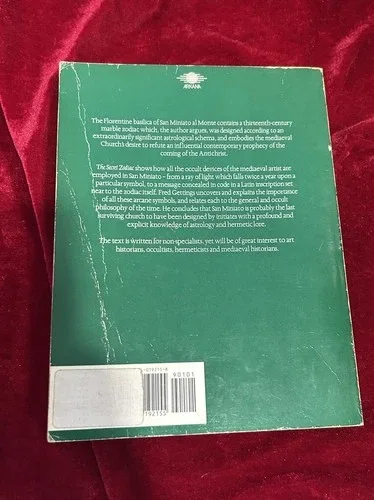 ARKANA
The Florentine basilica of San Miniato al Monte contains a thirteenth-century
marble zodiac which, the author argues, was designed according to an
extraordinarily significant astrological schema, and embodies the mediaeval
Church's desire to refute an influential contemporary prophecy of the
coming of the Antichrist.
The Secret Zodiac shows how all the occult devices of the mediaeval artist are
employed in San Miniato – from a ray of light which falls twice a year upon a
particular symbol, to a message concealed in code in a Latin inscription set
near to the zodiac itself. Fred Gettings uncovers and explains the importance
of all these arcane symbols, and relates each to the general and occult
philosophy of the time. He concludes that San Miniato is probably the last
surviving church to have been designed by initiates with a profound and
explicit knowledge of astrology and hermetic lore.
The text is written for non-specialists, yet will be of great interest to art
historians, occultists, hermeticists and mediaeval historians.
90101
192155